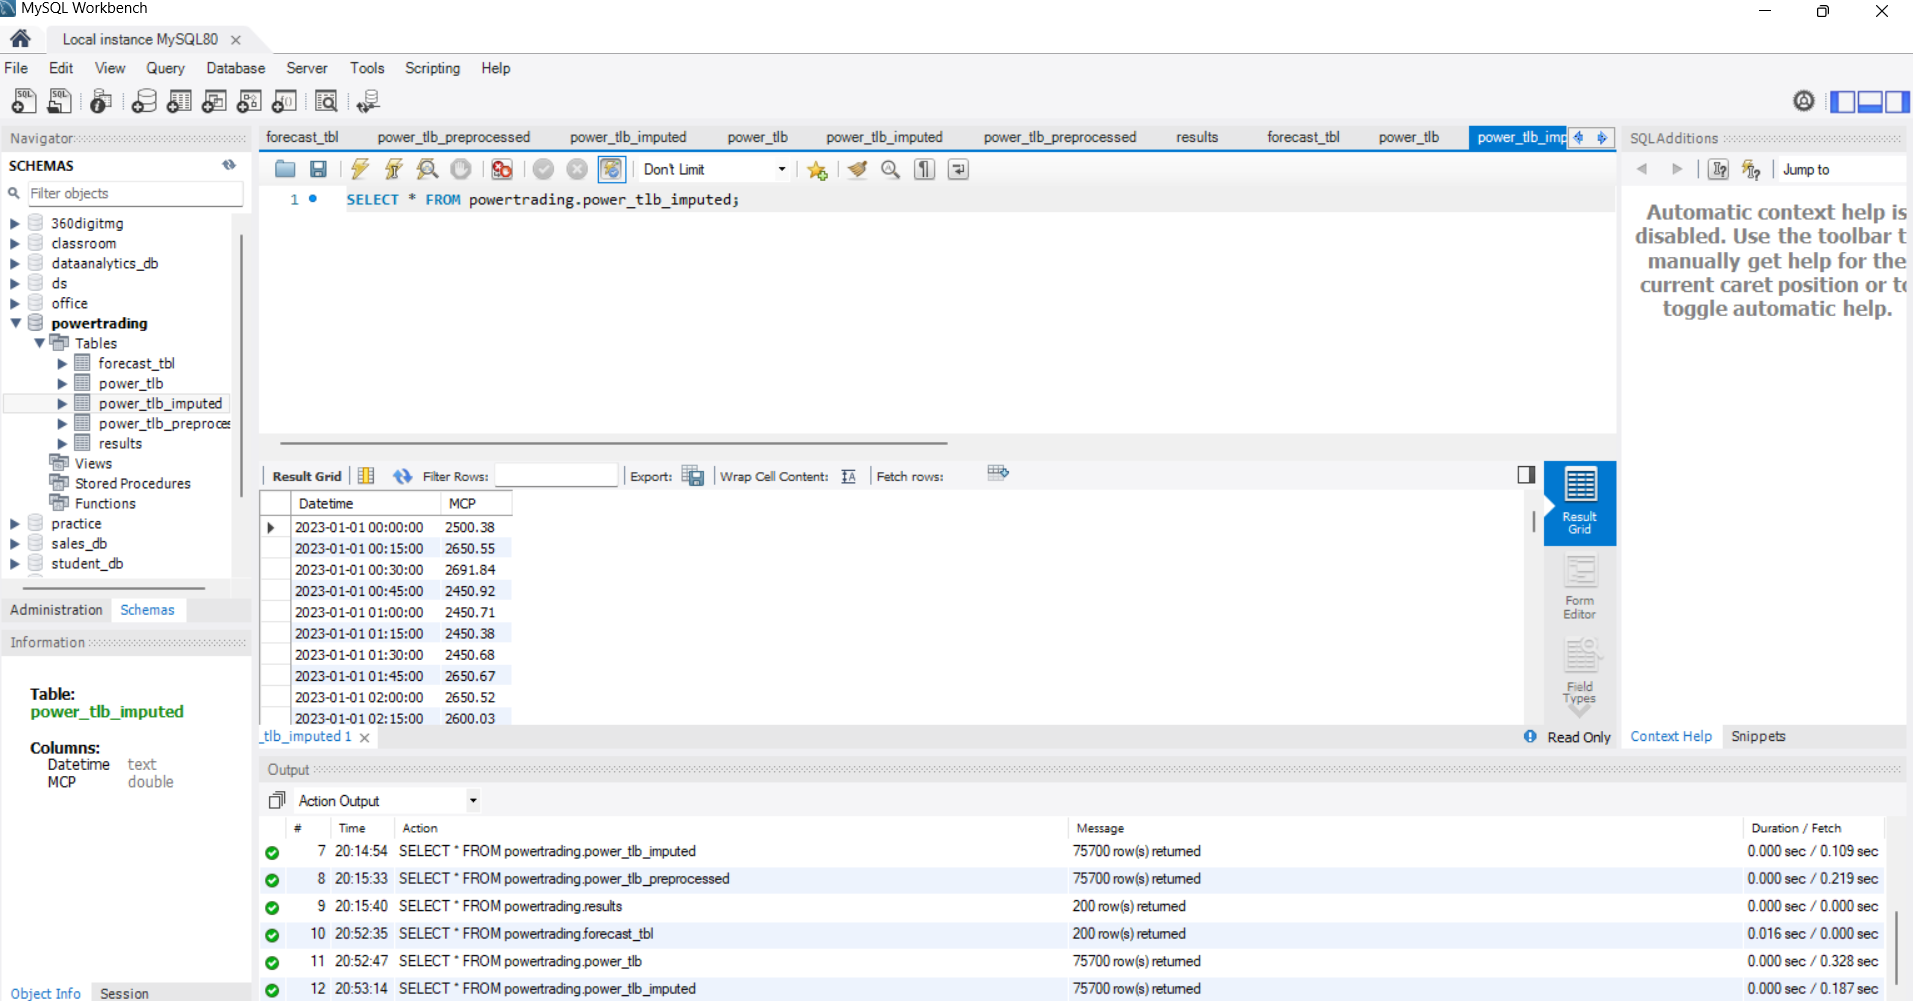 MySQL Workbench
Local instance MySQL80
File Edit View Query Database Server Tools Scripting Help
Navigator
SCHEMAS
Filter objects
360digitmg
classroom
dataanalytics_db
ds
office
powertrading
Tables
forecast_tbl
power_tlb
power_tlb_imputed
power_tlb_preproces
results
Views
Stored Procedures
Functions
practice
sales_db
student_db
Administration Schemas
Information
Table:
power_tlb_imputed
Columns:
Datetime text
MCP double
Object Info Session
forecast_tbl power_tlb_preprocessed power_tlb_imputed power_tlb power_tlb_imputed power_tlb_preprocessed results forecast_tbl power_tlb power_tlb_imp
Don't Limit
1 SELECT * FROM powertrading.power_tlb_imputed;
Result Grid Filter Rows: Export: Wrap Cell Content: Fetch rows:
Datetime MCP
2023-01-01 00:00:00 2500.38
2023-01-01 00:15:00 2650.55
2023-01-01 00:30:00 2691.84
2023-01-01 00:45:00 2450.92
2023-01-01 01:00:00 2450.71
2023-01-01 01:15:00 2450.38
2023-01-01 01:30:00 2450.68
2023-01-01 01:45:00 2650.67
2023-01-01 02:00:00 2650.52
2023-01-01 02:15:00 2600.03
Result
Grid
Form
Editor
Field
Types
_tlb_imputed 1
Read Only
SQLAdditions
Jump to
Automatic context help is
disabled. Use the toolbar t
manually get help for the
current caret position or to
toggle automatic help.
Context Help Snippets
Output
Action Output
# Time Action Message Duration / Fetch
7 20:14:54 SELECT * FROM powertrading.power_tlb_imputed 75700 row(s) returned 0.000 sec / 0.109 sec
8 20:15:33 SELECT * FROM powertrading.power_tlb_preprocessed 75700 row(s) returned 0.000 sec / 0.219 sec
9 20:15:40 SELECT * FROM powertrading.results 200 row(s) returned 0.000 sec / 0.000 sec
10 20:52:35 SELECT * FROM powertrading.forecast_tbl 200 row(s) returned 0.016 sec / 0.000 sec
11 20:52:47 SELECT * FROM powertrading.power_tlb 75700 row(s) returned 0.000 sec / 0.328 sec
12 20:53:14 SELECT * FROM powertrading.power_tlb_imputed 75700 row(s) returned 0.000 sec / 0.187 sec